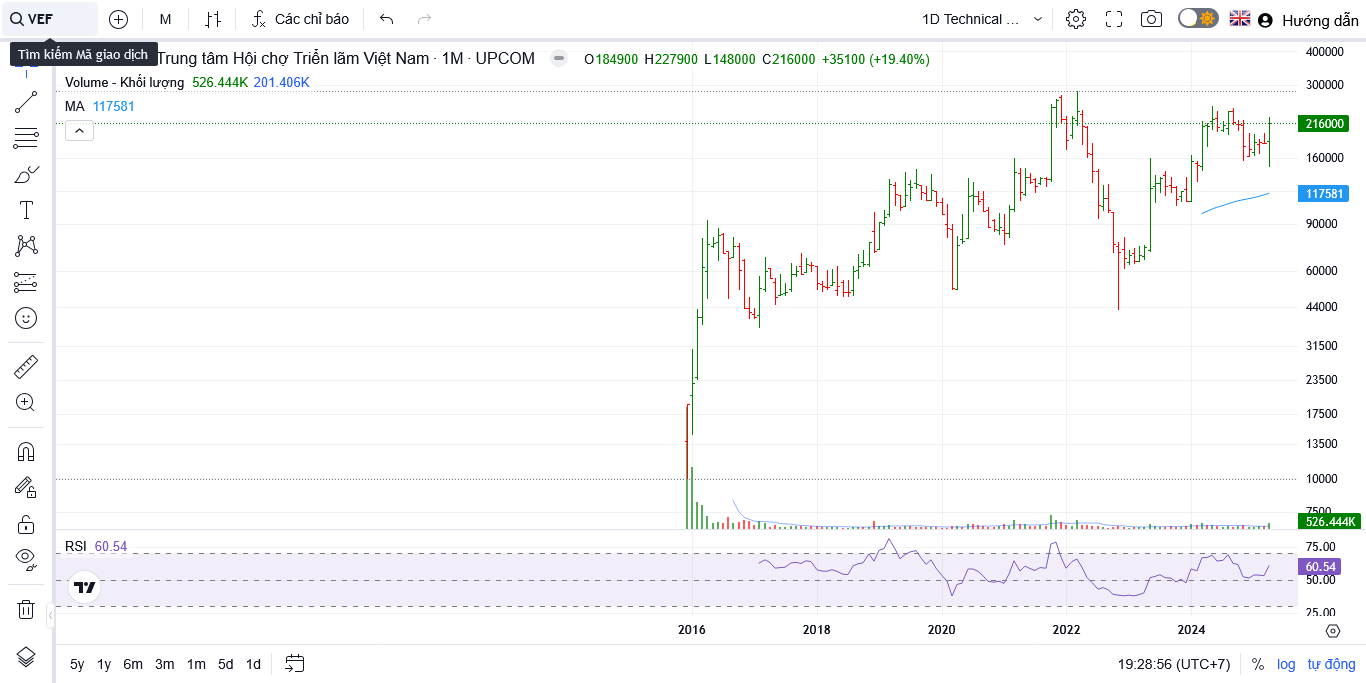 VEF
M
Các chỉ báo
1D Technical ...
Hướng dẫn
Tìm kiếm Mã giao dịch
Trung tâm Hội chợ Triển lãm Việt Nam · 1M · UPCOM
O184900 H227900 L148000 C216000 +35100 (+19.40%)
Volume - Khối lượng 526.444K 201.406K
MA 117581
400000
300000
216000
160000
117581
90000
60000
44000
31500
23500
17500
13500
10000
7500
526.444K
RSI 60.54
75.00
60.54
50.00
25.00
2016 2018 2020 2022 2024
5y 1y 6m 3m 1m 5d 1d
19:28:56 (UTC+7) % log tự động